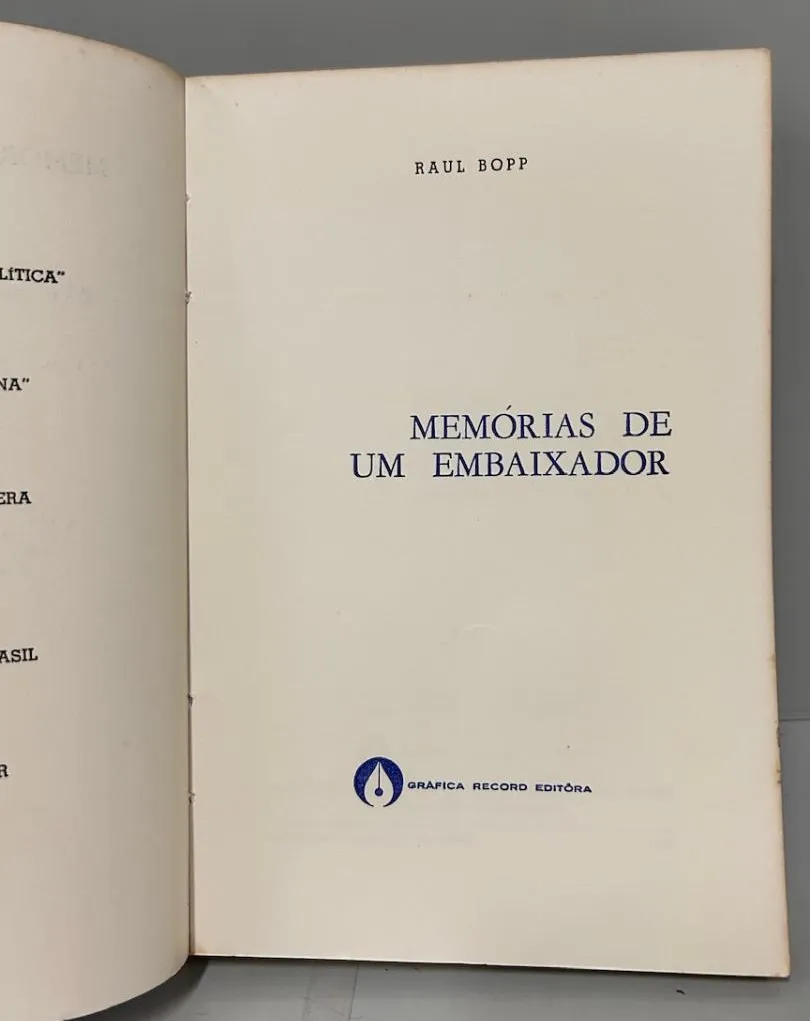 LíTICA"
NA"
ERA
ASIL
R
RAUL BOPP
MEMÓRIAS DE
UM EMBAIXADOR
GRÁFICA RECORD EDITÔRA